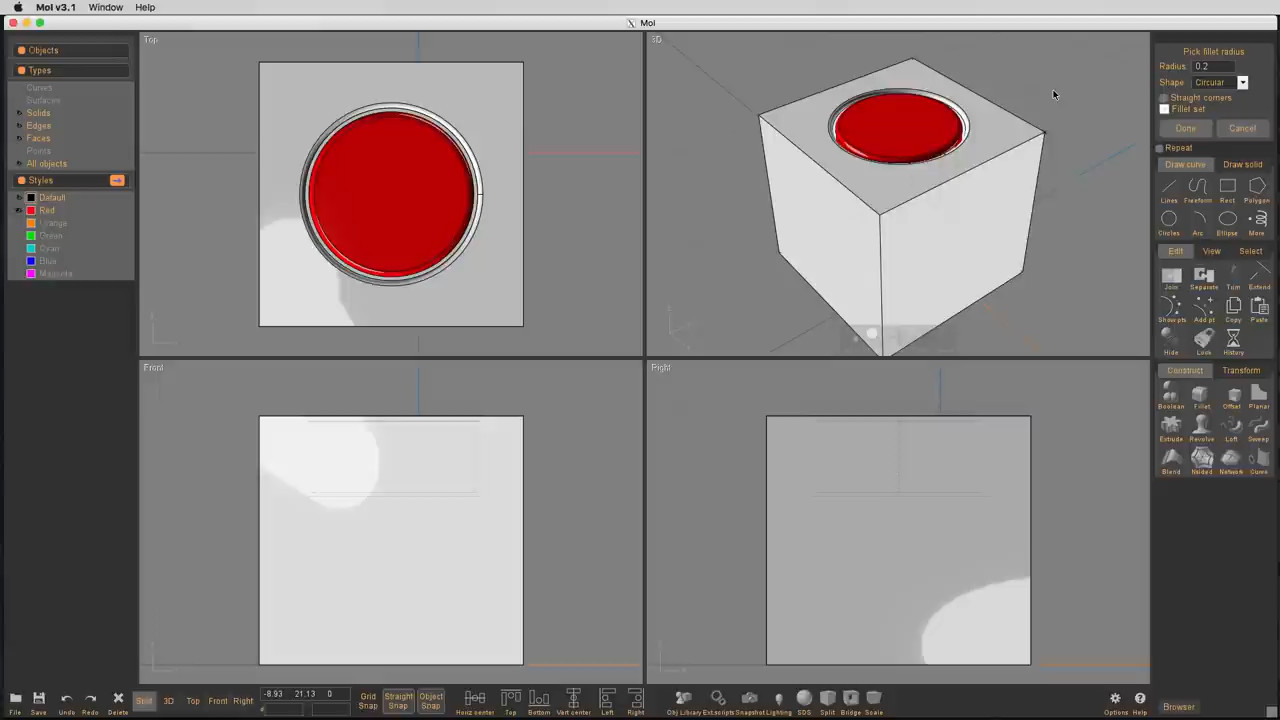 MoI v3.1 Window Help
MoI
Objects
Types
Curves
Surfaces
Solids
Edges
Faces
Points
All objects
Styles
Default
Red
Orange
Green
Cyan
Blue
Magenta
Top
3D
Front
Right
Pick fillet radius
Radius: 0.2
Shape: Circular
Straight corners
Fillet set
Done Cancel
Repeat
Draw curve Draw solid
Lines Freeform Rect Polygon
Circles Arc Ellipse More
Edit View Select
Join Separate Trim Extend
Show pts Add pt Copy Paste
Hide Lock History
Construct Transform
Boolean Fillet Offset Planar
Extrude Revolve Loft Sweep
Blend Nsided Network Curve
File Save Undo Redo Delete Split 3D Top Front Right
-8.93 21.13 0
Grid Snap
Straight Snap
Object Snap
Horiz center Top Bottom Vert center Left Right
Obj Library Ext.scripts Snapshot Lighting SDS Split Bridge Scale
Options Help
Browser